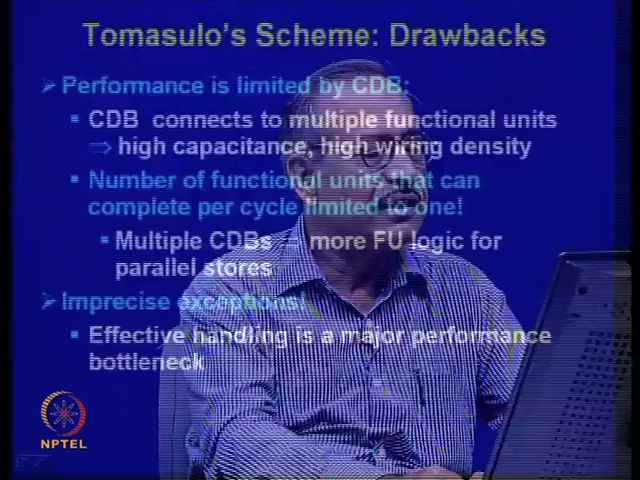 Tomasulo's Scheme: Drawbacks
Performance is limited by CDB:
CDB connects to multiple functional units
⇒ high capacitance, high wiring density
Number of functional units that can
complete per cycle limited to one!
Multiple CDBs ⇒ more FU logic for
parallel stores
Imprecise exceptions!
Effective handling is a major performance
bottleneck
NPTEL